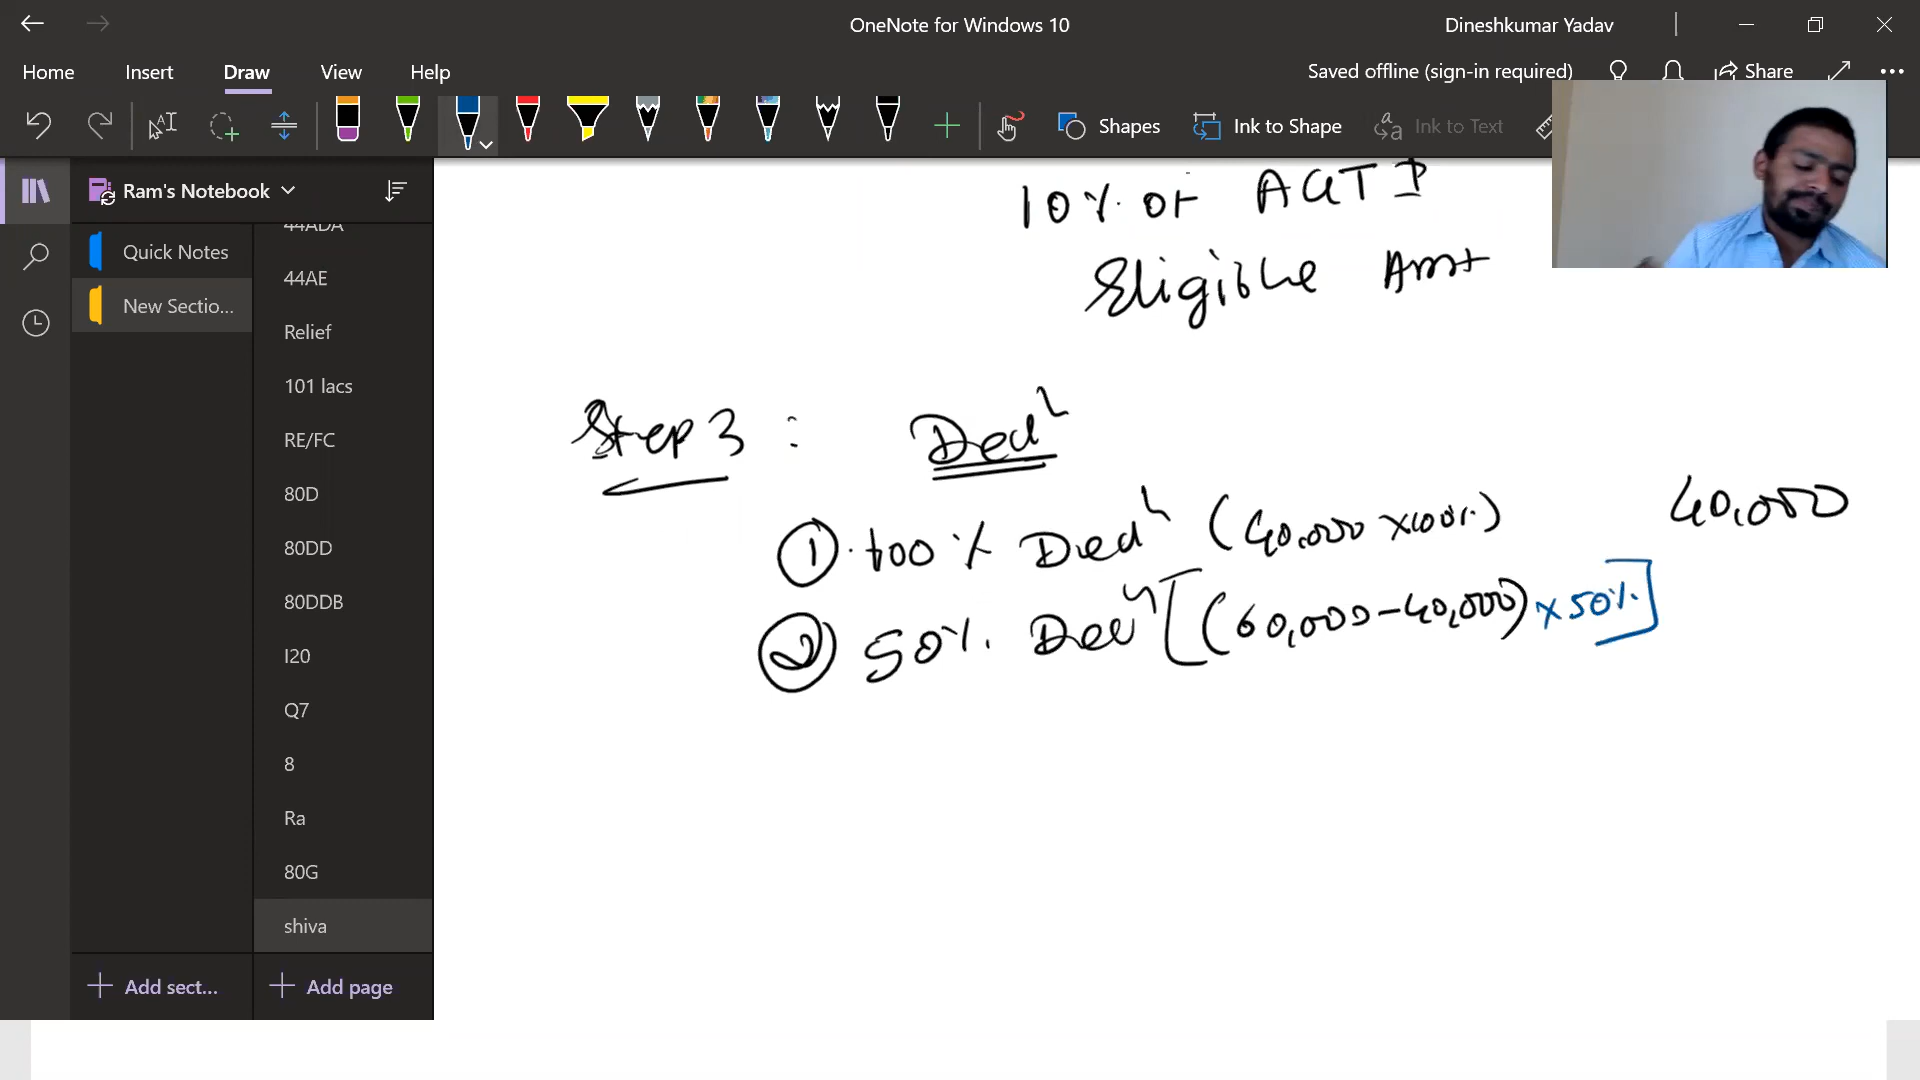 OneNote for Windows 10
Dineshkumar Yadav
Home Insert Draw View Help
Saved offline (sign-in required)
Share
Shapes
Ink to Shape
Ink to Text
Ram's Notebook
Quick Notes
New Sectio...
44ADA
44AE
Relief
101 lacs
RE/FC
80D
80DD
80DDB
I20
Q7
8
Ra
80G
shiva
Add sect...
Add page
10% of AGTI
Eligible Amt
Step 3 : Dedn
① 100% Dedn (40,000 x 100%) 40,000
② 50% Dedn [(60,000-40,000) x 50%]